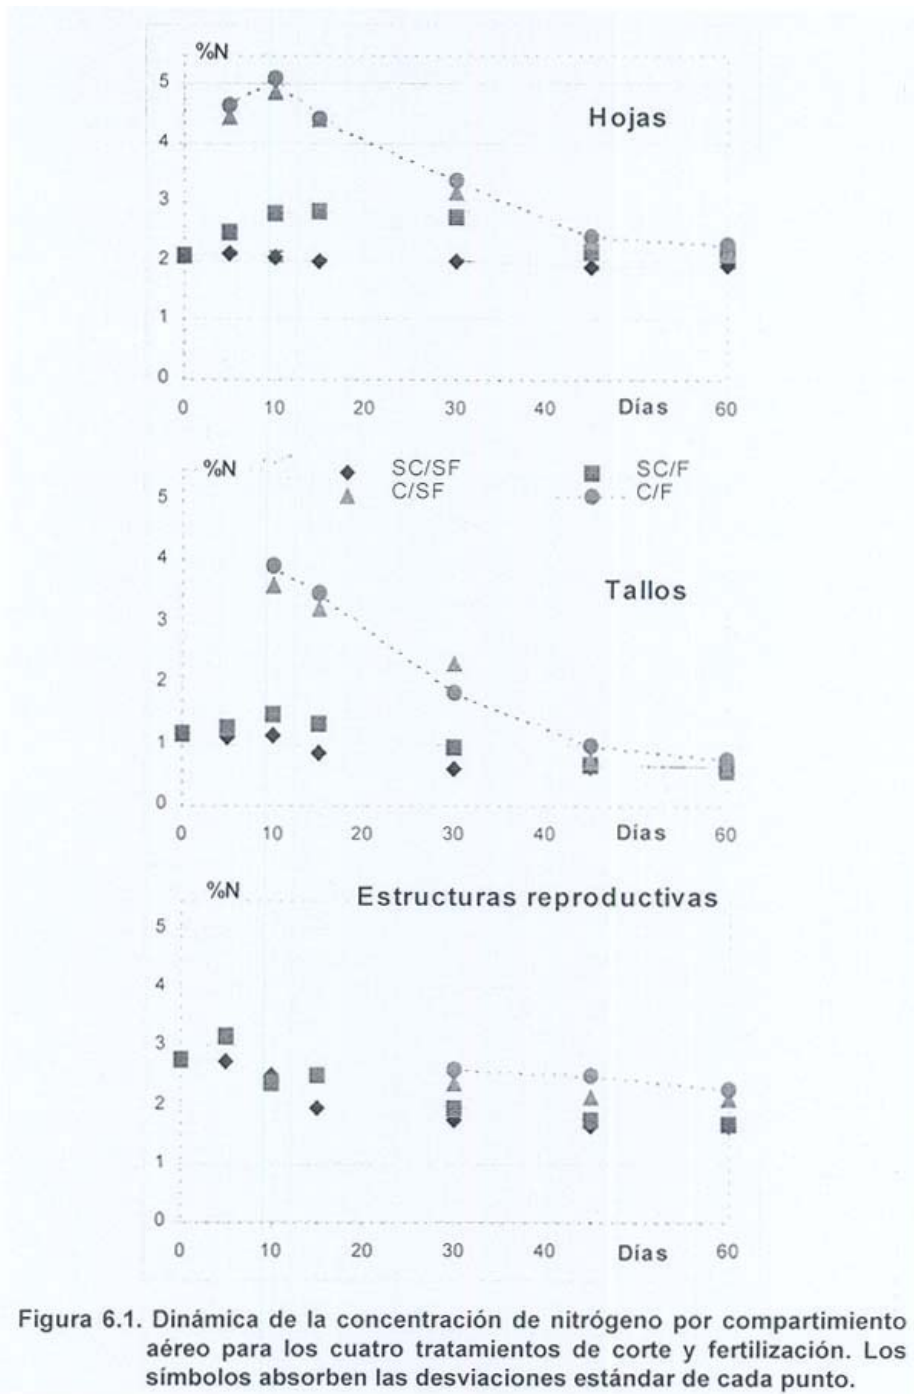 %N
5
Hojas
4
3
2
1
0
0 10 20 30 40 Días 60
%N SC/SF SC/F
C/SF C/F
5
4
Tallos
3
2
1
0
0 10 20 30 40 Días 60
%N Estructuras reproductivas
5
4
3
2
1
0
0 10 20 30 40 Días 60
Figura 6.1. Dinámica de la concentración de nitrógeno por compartimiento
aéreo para los cuatro tratamientos de corte y fertilización. Los
símbolos absorben las desviaciones estándar de cada punto.